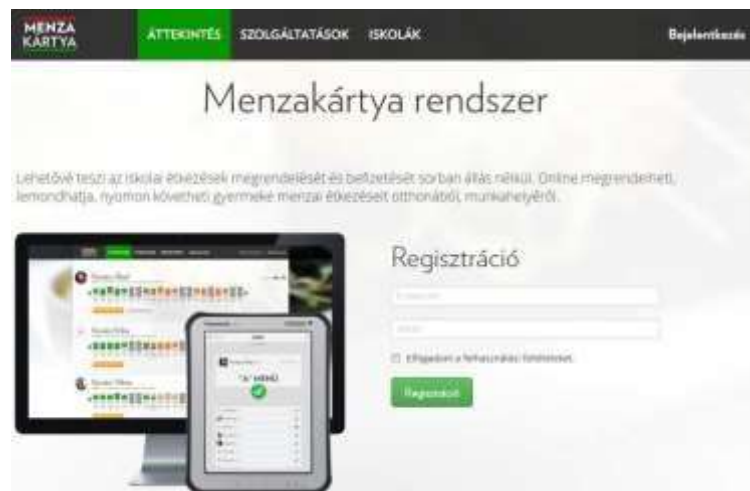 MENZA
KÁRTYA
ÁTTEKINTÉS
SZOLGÁLTATÁSOK
ISKOLÁK
Bejelentkezés
Menzakártya rendszer
Lehetővé teszi az iskolai étkezések megrendelését és befizetését sorban állás nélkül. Online megrendelheti,
lemondhatja, nyomon követheti gyermeke menzai étkezéseit otthonából, munkahelyéről.
Regisztráció
Elfogadom a felhasználási feltételeket
Regisztráció
"A" MENÜ